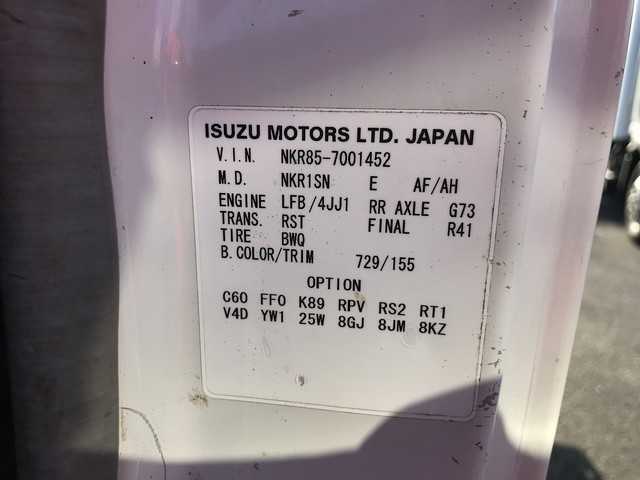 ISUZU MOTORS LTD. JAPAN
V.I.N. NKR85-7001452
M.D. NKR1SN E AF/AH
ENGINE LFB/4JJ1 RR AXLE G73
TRANS. RST FINAL R41
TIRE BWQ
B.COLOR/TRIM 729/155
OPTION
C60 FF0 K89 RPV RS2 RT1
V4D YW1 25W 8GJ 8JM 8KZ